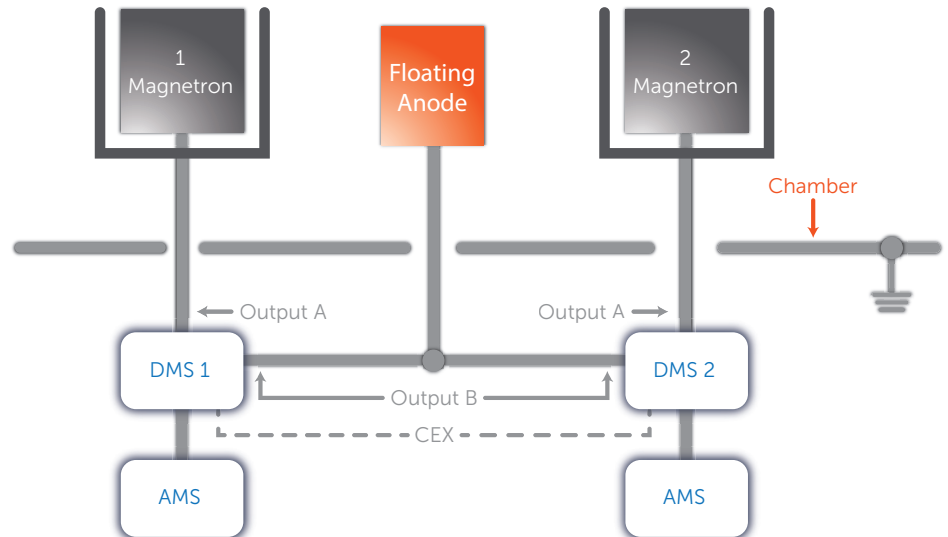 1
Magnetron
Floating
Anode
2
Magnetron
Chamber
Output A
Output A
DMS 1
DMS 2
Output B
CEX
AMS
AMS